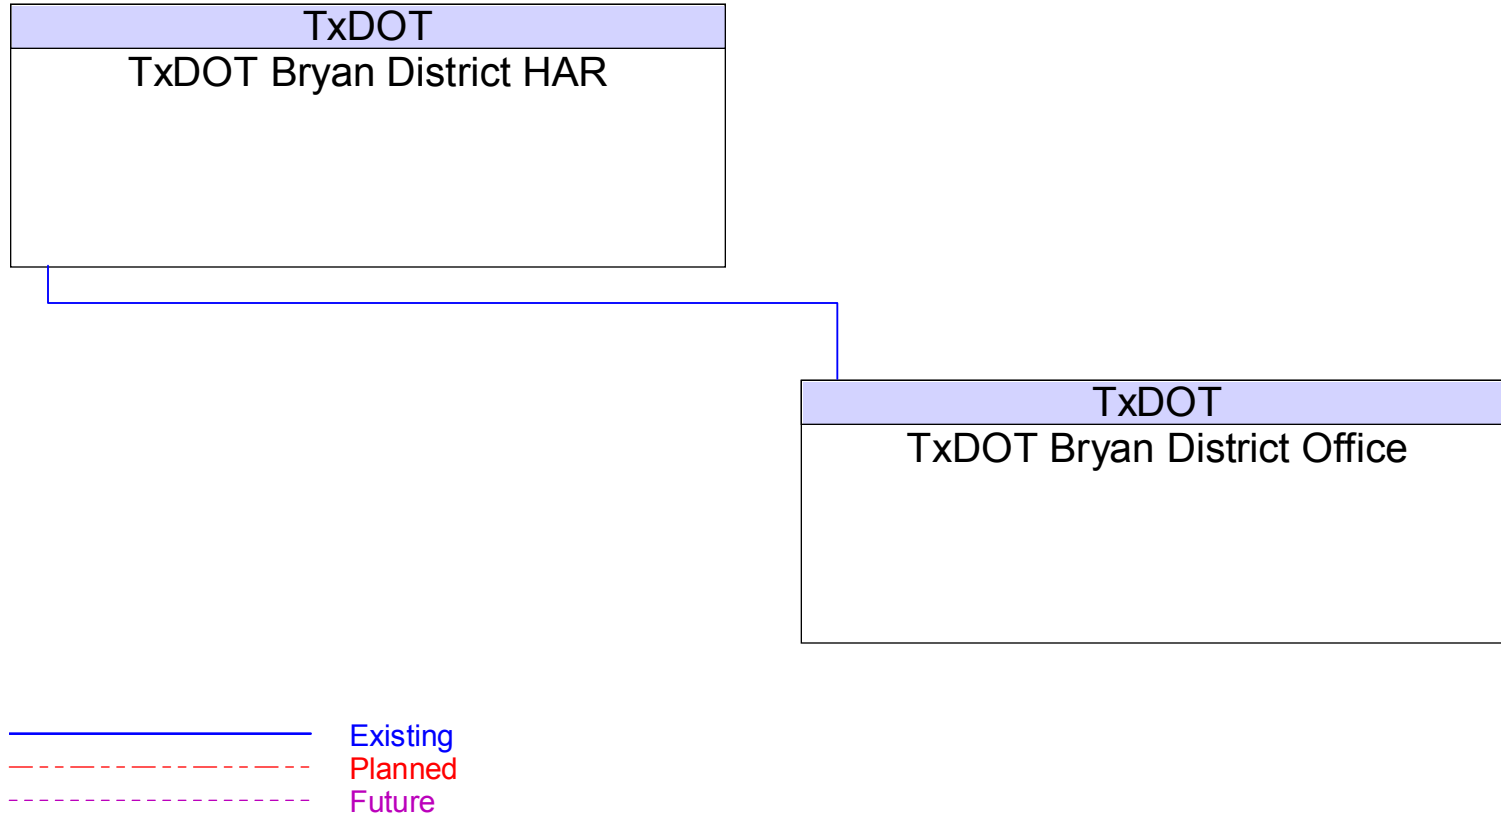 TxDOT
TxDOT Bryan District HAR
TxDOT
TxDOT Bryan District Office
Existing
Planned
Future